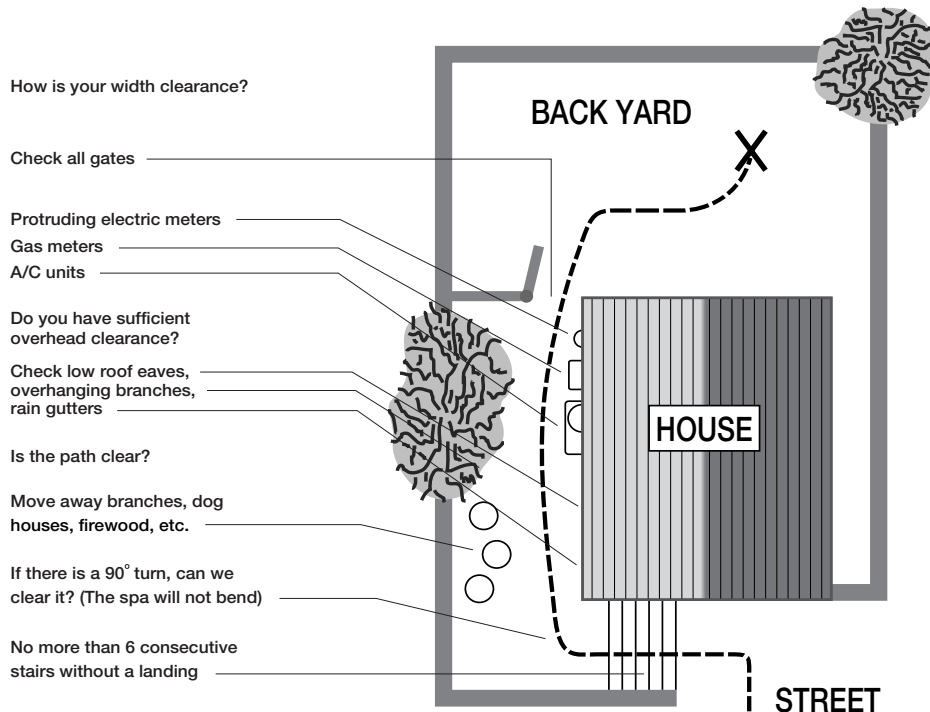 How is your width clearance?
BACK YARD
Check all gates
Protruding electric meters
Gas meters
A/C units
Do you have sufficient
overhead clearance?
Check low roof eaves,
overhanging branches,
rain gutters
HOUSE
Is the path clear?
Move away branches, dog
houses, firewood, etc.
If there is a 90° turn, can we
clear it? (The spa will not bend)
No more than 6 consecutive
stairs without a landing
STREET